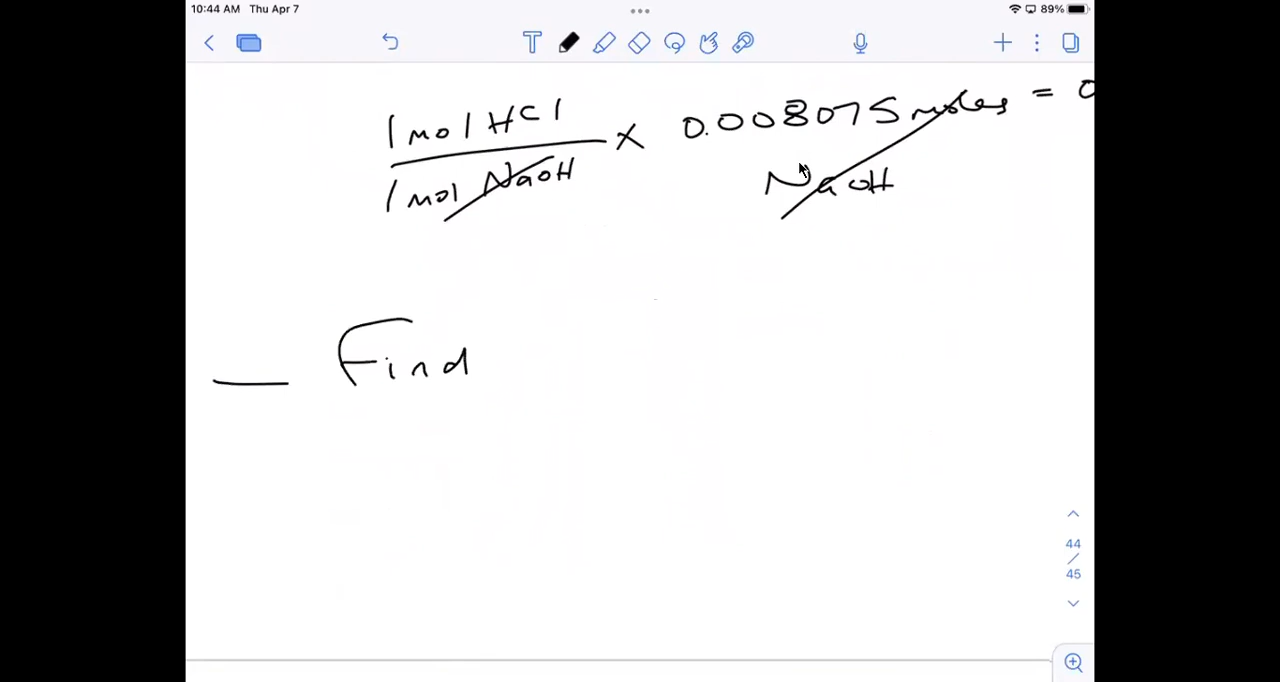 10:44 AM Thu Apr 7
89%
T
1 mol HCl
1 mol NaOH
x 0.008075 moles = 0
NaOH
— Find
44
45